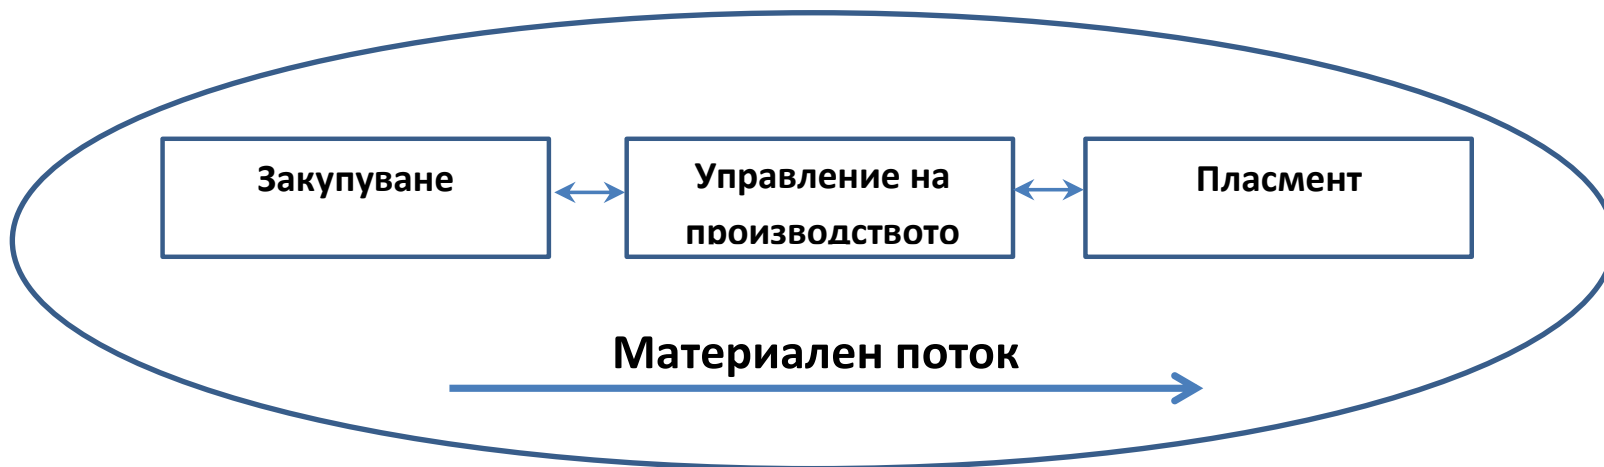 Закупуване
Управление на
производството
Пласмент
Материален поток